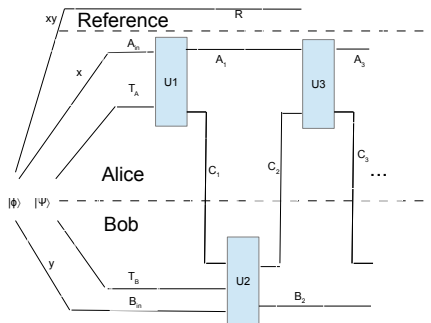 xy
Reference
R
x
A_in
U1
A_1
U3
A_3
T_A
C_1
C_2
C_3
...
Alice
|ϕ⟩ |Ψ⟩
Bob
y
T_B
U2
B_in
B_2